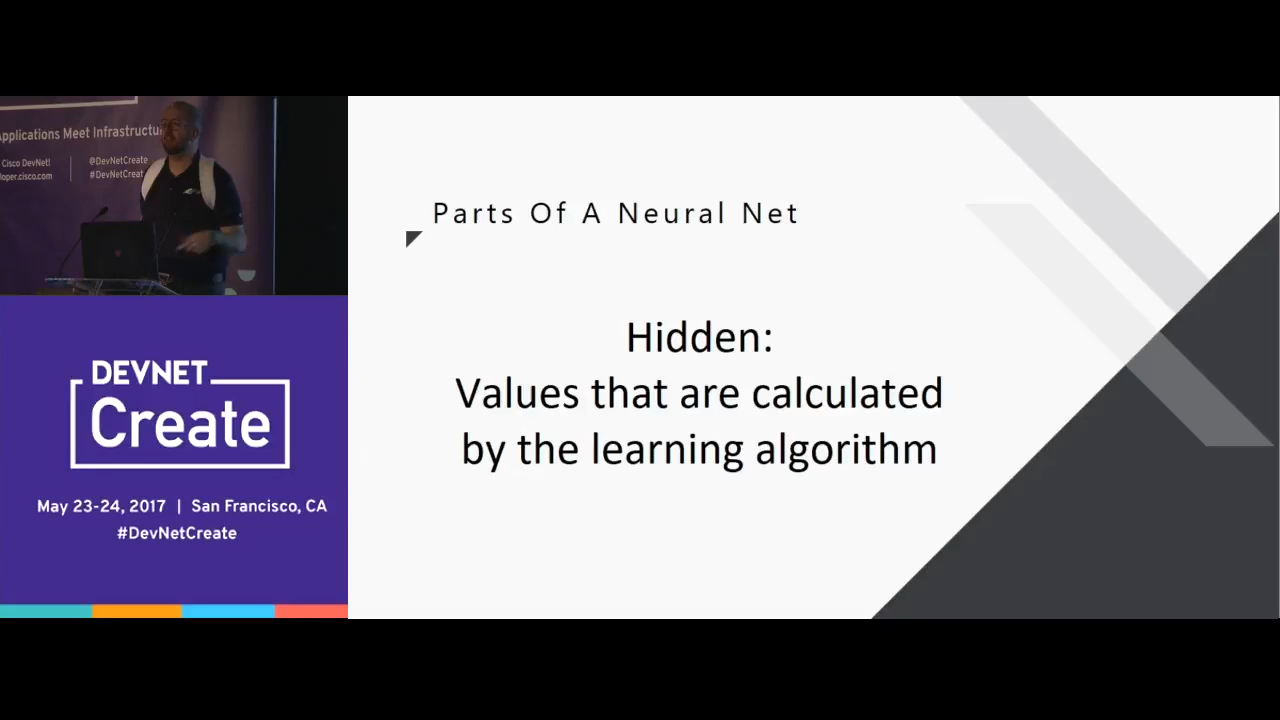 Applications Meet Infrastructu
Cisco DevNet!
loper.cisco.com
@DevNetCreate
#DevNetCreat
DEVNET
Create
May 23-24, 2017 | San Francisco, CA
#DevNetCreate
Parts Of A Neural Net
Hidden:
Values that are calculated
by the learning algorithm